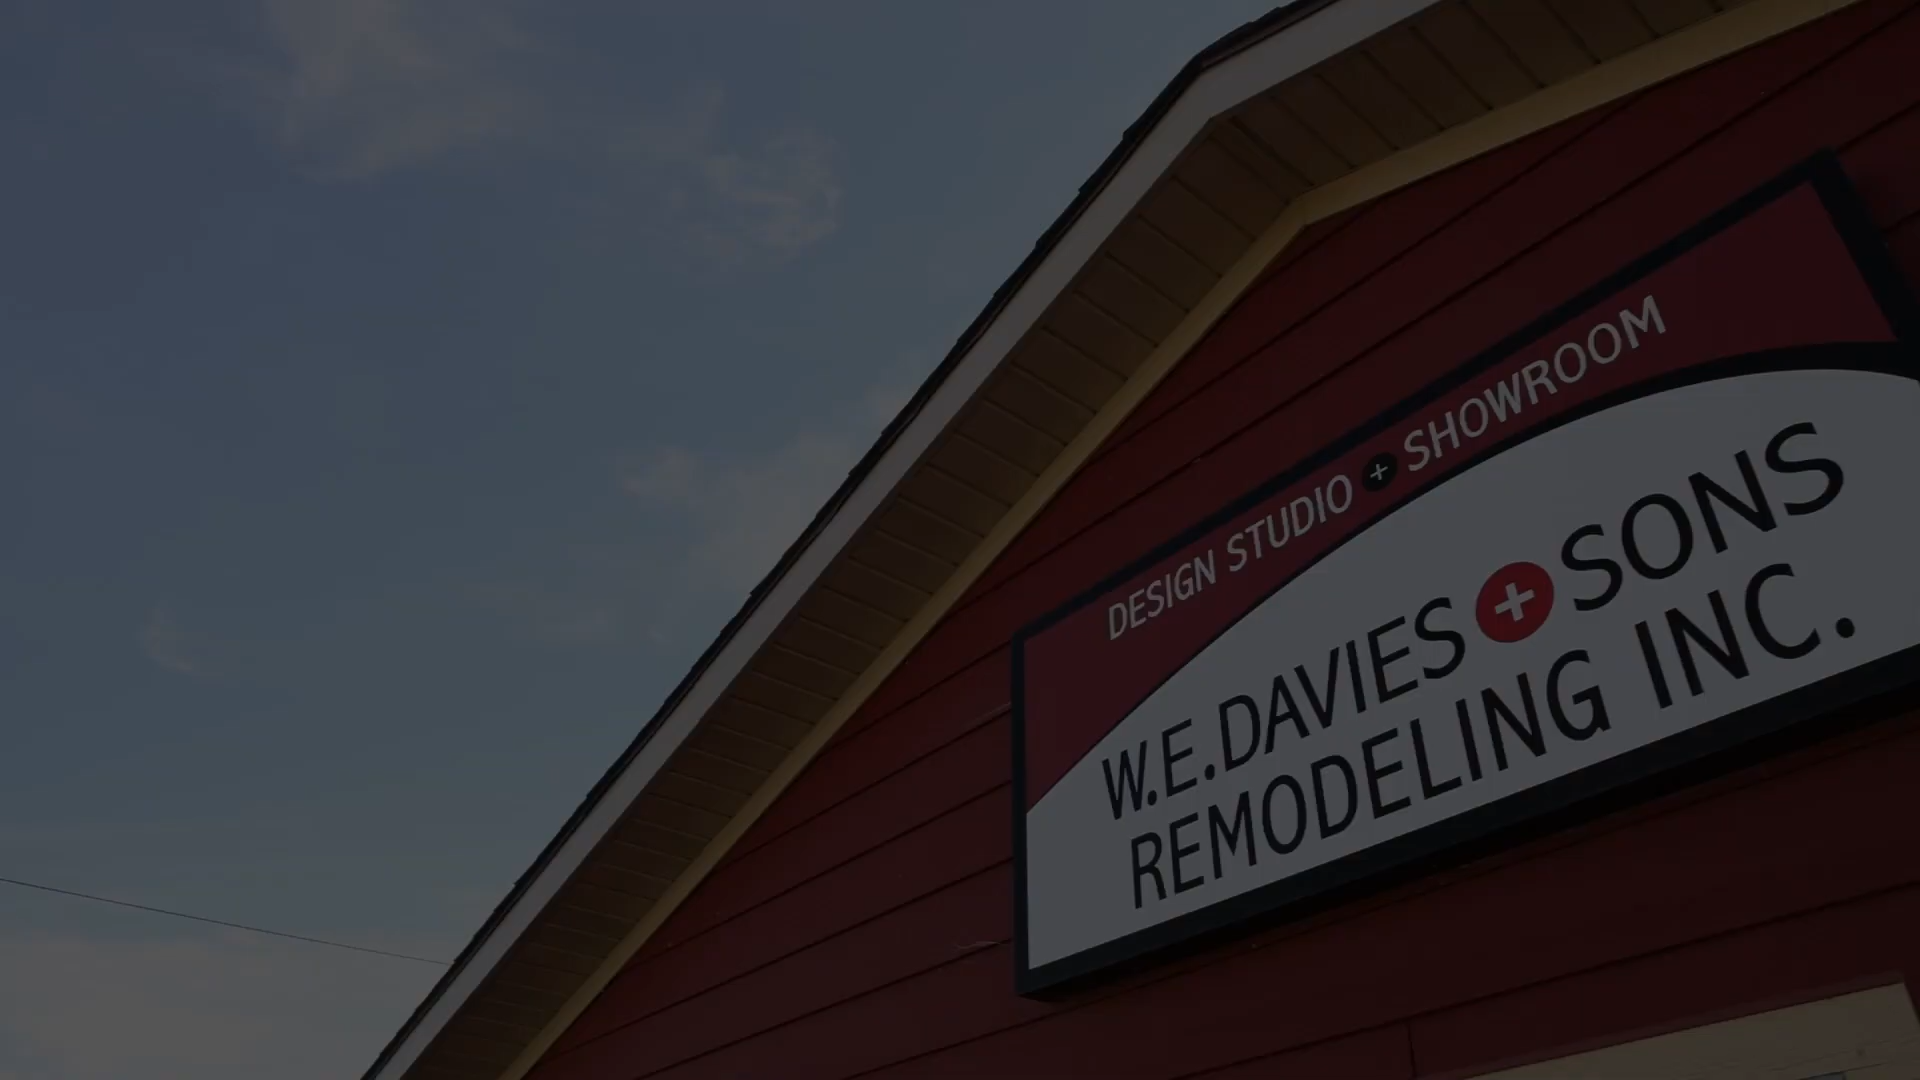 DESIGN STUDIO + SHOWROOM
W.E. DAVIES + SONS
REMODELING INC.